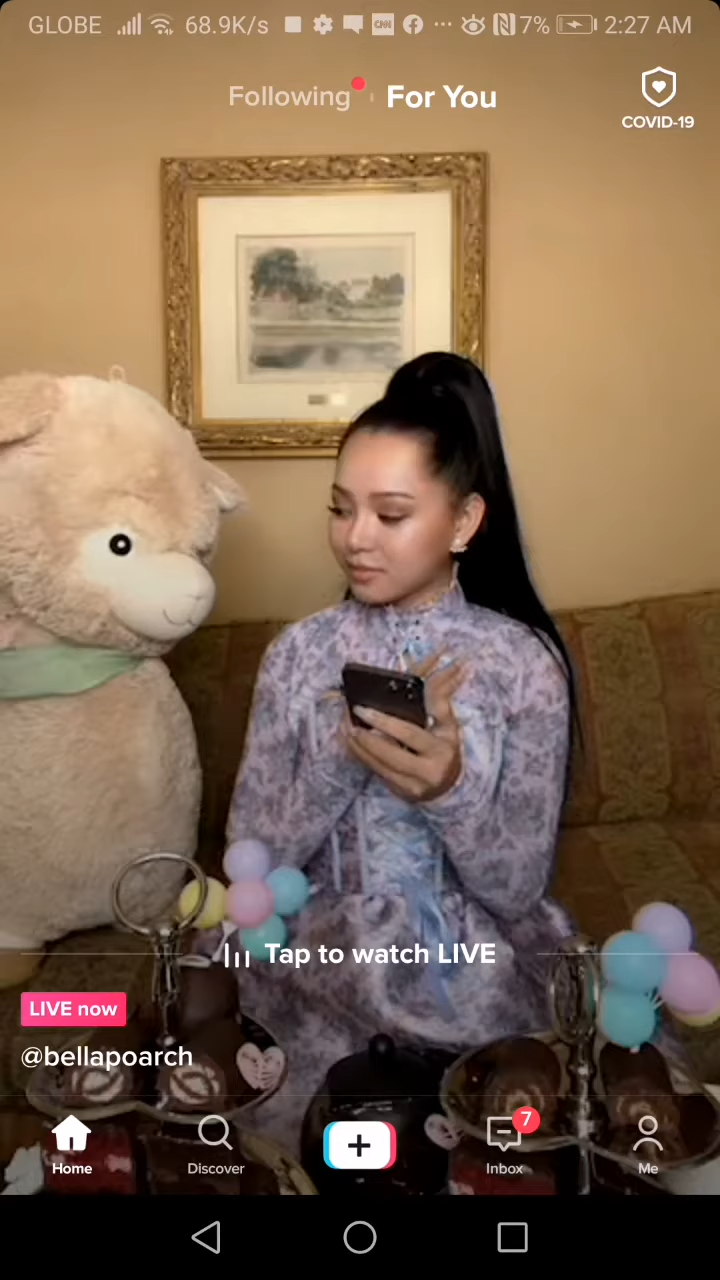 GLOBE 68.9K/s CNN ... 7% 2:27 AM
Following For You
COVID-19
Tap to watch LIVE
LIVE now
@bellapoarch
7
Home Discover Inbox Me